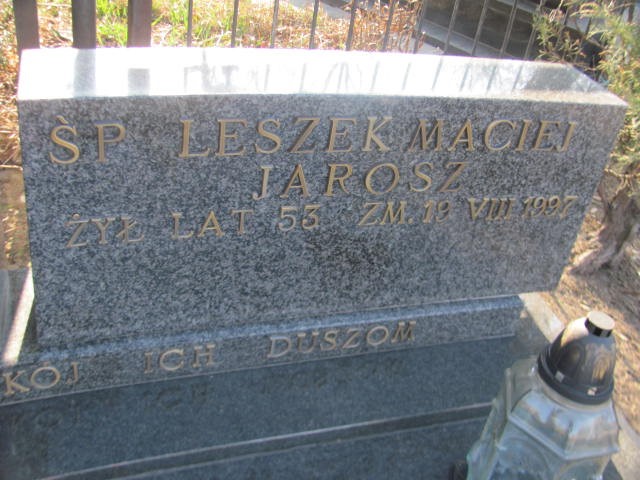 ŚP LESZEK MACIEJ
JAROSZ
ŻYŁ LAT 53 ZM. 19 VIII 1997
KOJ ICH DUSZOM